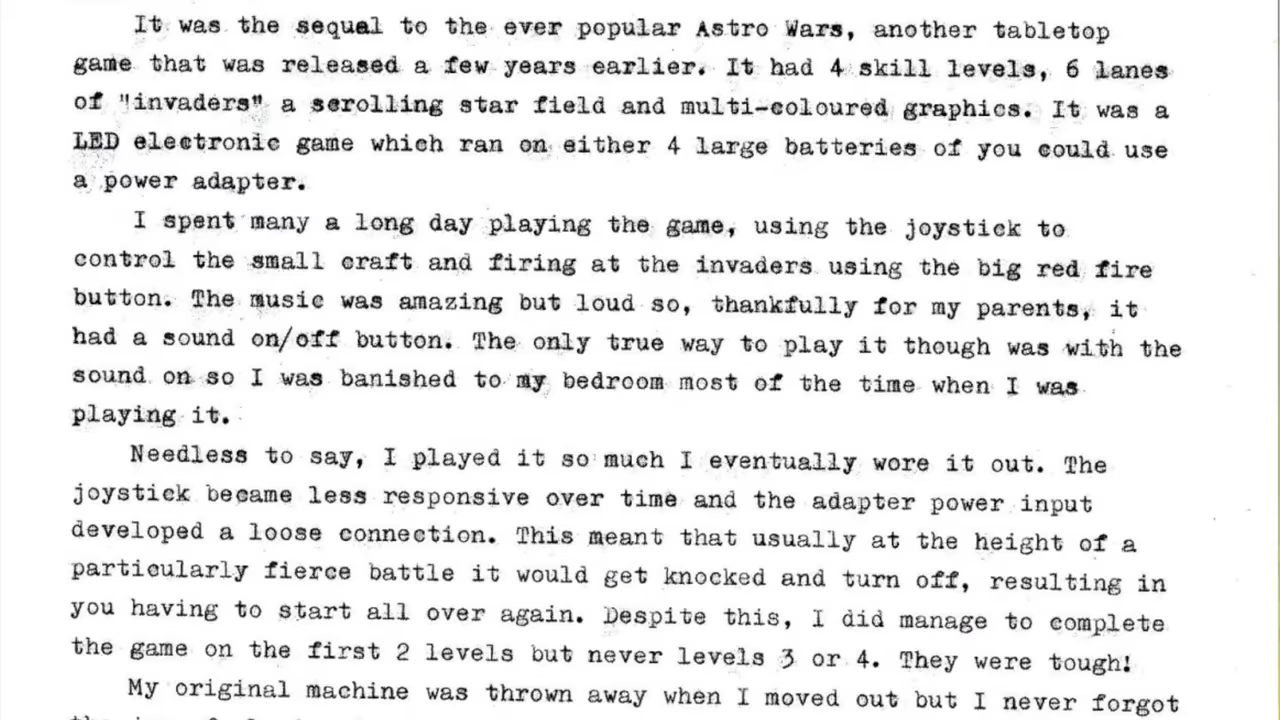 It was the sequal to the ever popular Astro Wars, another tabletop
game that was released a few years earlier. It had 4 skill levels, 6 lanes
of "invaders" a scrolling star field and multi-coloured graphics. It was a
LED electronic game which ran on either 4 large batteries of you could use
a power adapter.
I spent many a long day playing the game, using the joystick to
control the small craft and firing at the invaders using the big red fire
button. The music was amazing but loud so, thankfully for my parents, it
had a sound on/off button. The only true way to play it though was with the
sound on so I was banished to my bedroom most of the time when I was
playing it.
Needless to say, I played it so much I eventually wore it out. The
joystick became less responsive over time and the adapter power input
developed a loose connection. This meant that usually at the height of a
particularly fierce battle it would get knocked and turn off, resulting in
you having to start all over again. Despite this, I did manage to complete
the game on the first 2 levels but never levels 3 or 4. They were tough!
My original machine was thrown away when I moved out but I never forgot